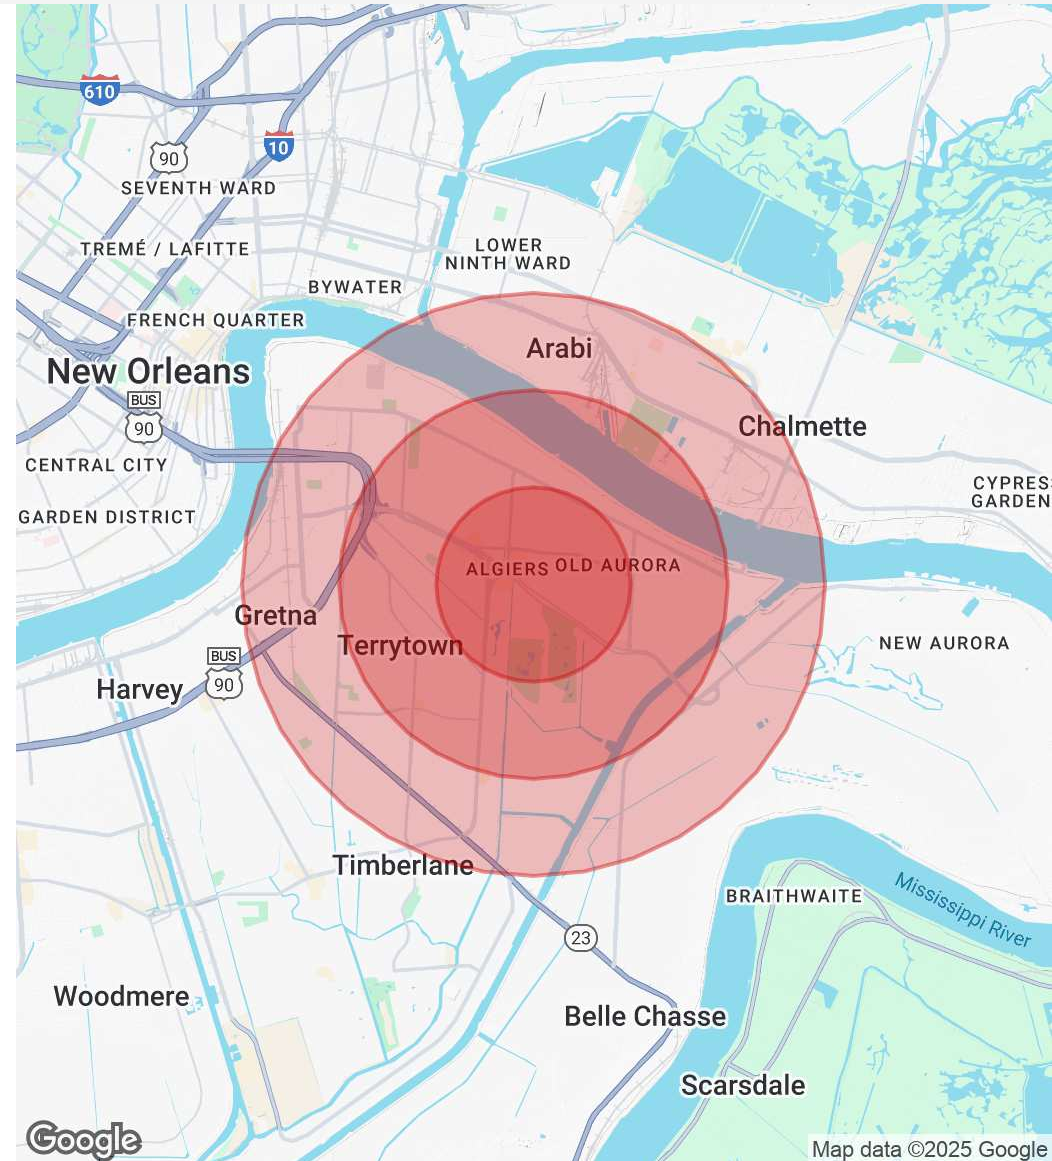 610
10
90
SEVENTH WARD
LOWER
NINTH WARD
TREMÉ / LAFITTE
BYWATER
FRENCH QUARTER
Arabi
New Orleans
BUS
90
Chalmette
CENTRAL CITY
CYPRES
GARDEN
GARDEN DISTRICT
ALGIERS
OLD AURORA
Gretna
Terrytown
NEW AURORA
BUS
90
Harvey
Timberlane
BRAITHWAITE
Mississippi River
23
Woodmere
Belle Chasse
Scarsdale
Google
Map data ©2025 Google